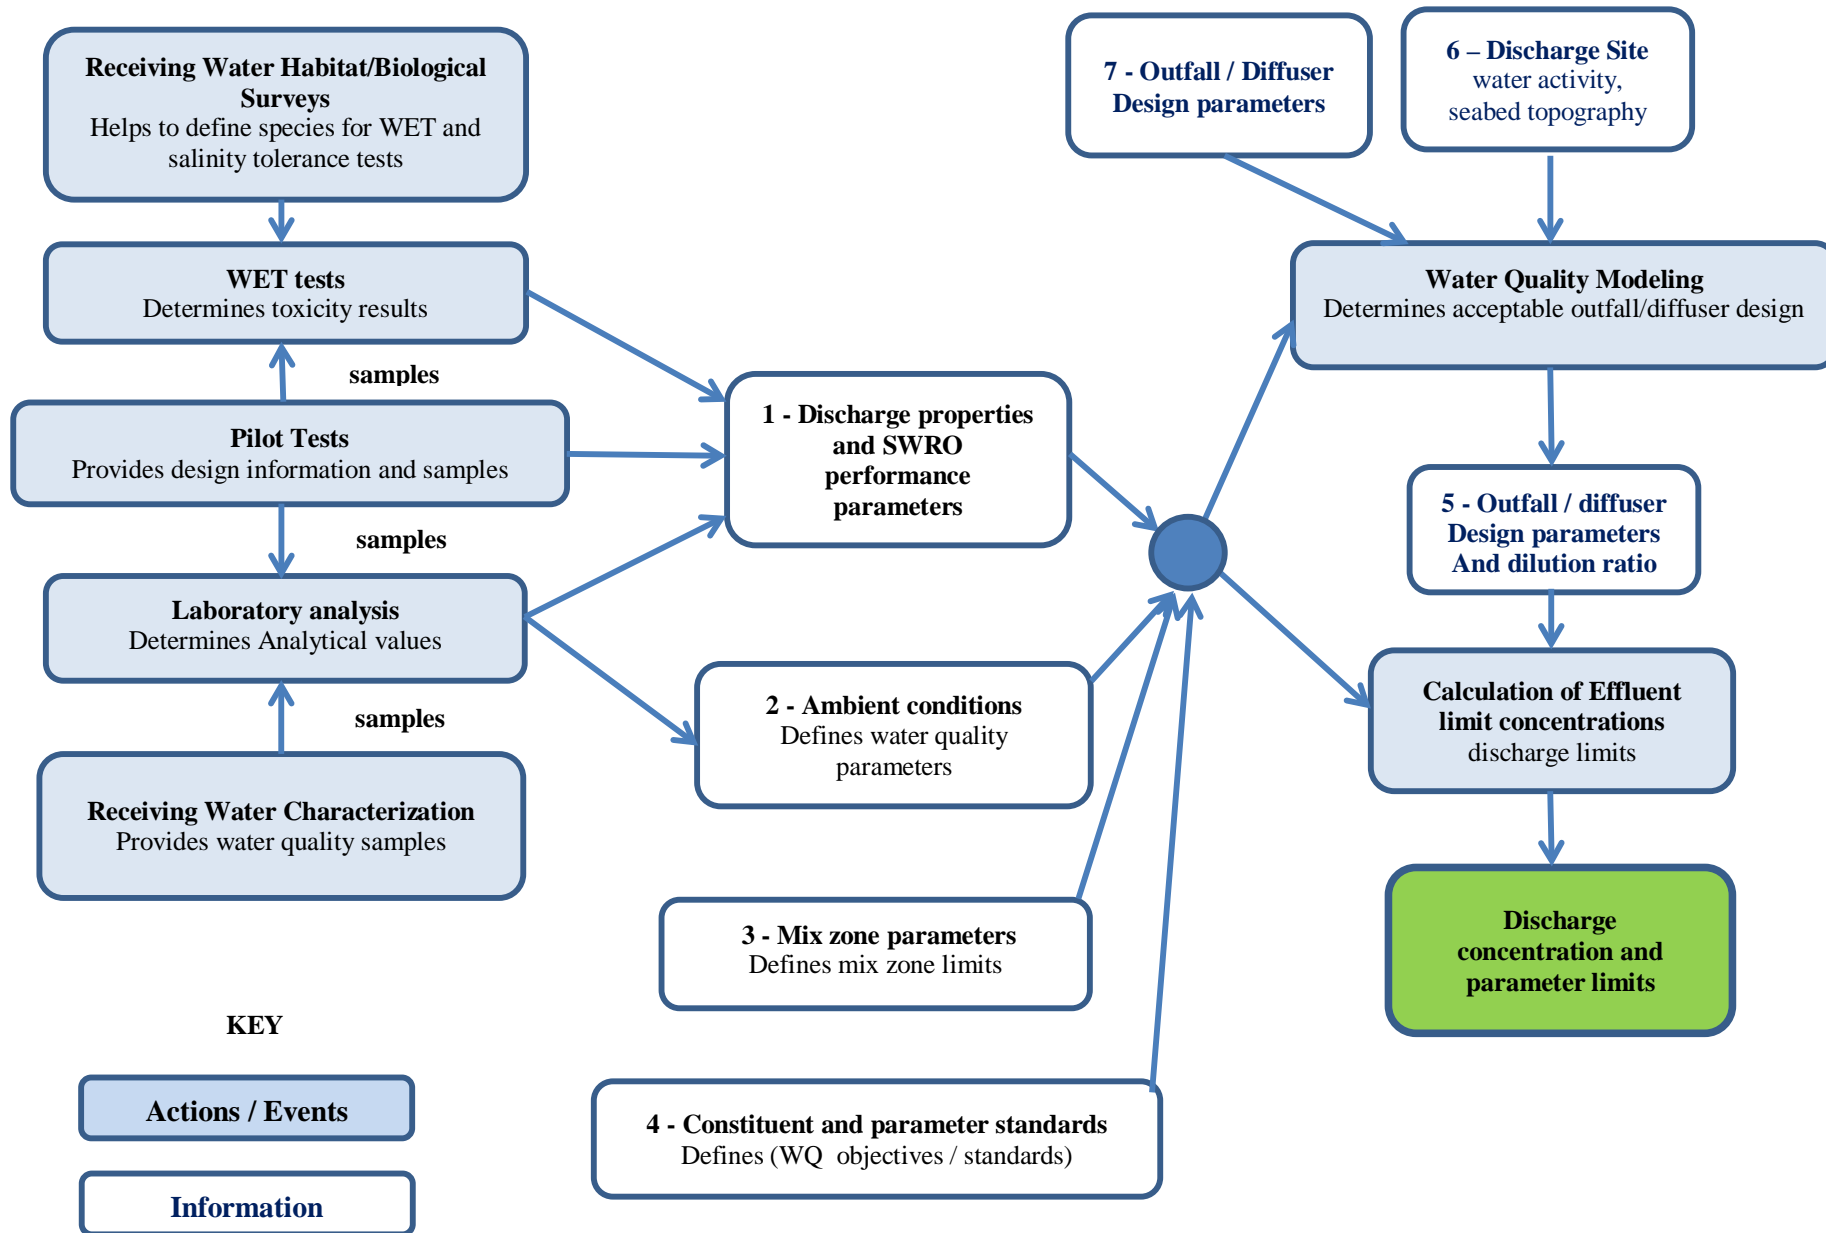 Receiving Water Habitat/Biological
Surveys
Helps to define species for WET and
salinity tolerance tests
WET tests
Determines toxicity results
samples
Pilot Tests
Provides design information and samples
samples
Laboratory analysis
Determines Analytical values
samples
Receiving Water Characterization
Provides water quality samples
KEY
Actions / Events
Information
1 - Discharge properties
and SWRO
performance
parameters
2 - Ambient conditions
Defines water quality
parameters
3 - Mix zone parameters
Defines mix zone limits
4 - Constituent and parameter standards
Defines (WQ objectives / standards)
7 - Outfall / Diffuser
Design parameters
6 – Discharge Site
water activity,
seabed topography
Water Quality Modeling
Determines acceptable outfall/diffuser design
5 - Outfall / diffuser
Design parameters
And dilution ratio
Calculation of Effluent
limit concentrations
discharge limits
Discharge
concentration and
parameter limits